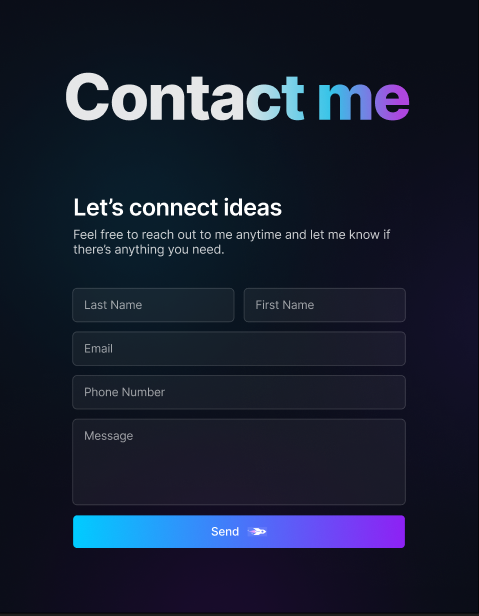 Contact me
Let’s connect ideas
Feel free to reach out to me anytime and let me know if
there’s anything you need.
Last Name
First Name
Email
Phone Number
Message
Send